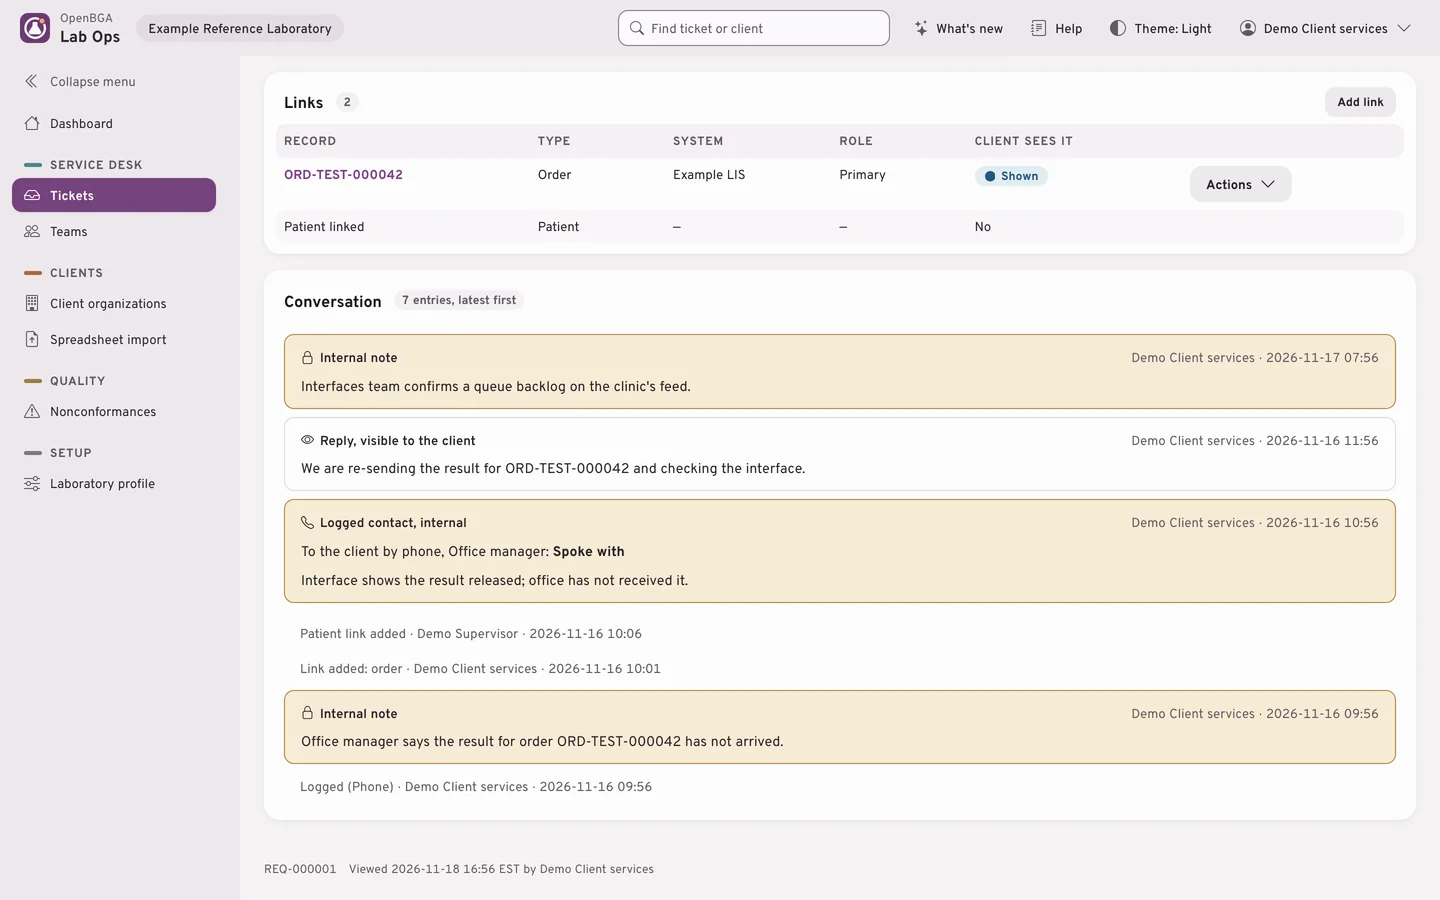 OpenBGA
Lab Ops
Example Reference Laboratory
Find ticket or client
What's new
Help
Theme: Light
Demo Client services
Collapse menu
Dashboard
SERVICE DESK
Tickets
Teams
CLIENTS
Client organizations
Spreadsheet import
QUALITY
Nonconformances
SETUP
Laboratory profile
Links 2
Add link
RECORD TYPE SYSTEM ROLE CLIENT SEES IT
ORD-TEST-000042 Order Example LIS Primary Shown Actions
Patient linked Patient – – No
Conversation 7 entries, latest first
Internal note Demo Client services · 2026-11-17 07:56
Interfaces team confirms a queue backlog on the clinic's feed.
Reply, visible to the client Demo Client services · 2026-11-16 11:56
We are re-sending the result for ORD-TEST-000042 and checking the interface.
Logged contact, internal Demo Client services · 2026-11-16 10:56
To the client by phone, Office manager: Spoke with
Interface shows the result released; office has not received it.
Patient link added · Demo Supervisor · 2026-11-16 10:06
Link added: order · Demo Client services · 2026-11-16 10:01
Internal note Demo Client services · 2026-11-16 09:56
Office manager says the result for order ORD-TEST-000042 has not arrived.
Logged (Phone) · Demo Client services · 2026-11-16 09:56
REQ-000001 Viewed 2026-11-18 16:56 EST by Demo Client services